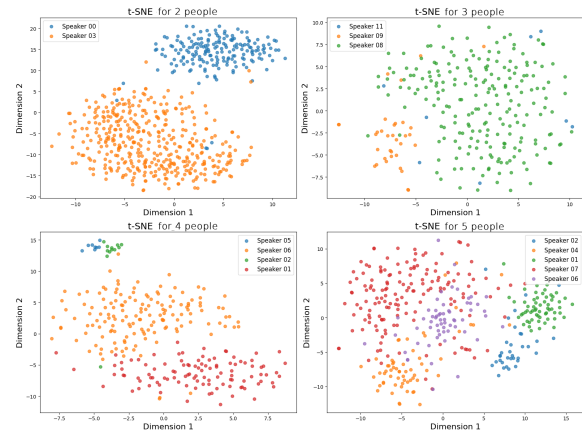 t-SNE for 2 people
Speaker 00
Speaker 03
Dimension 2
20
15
10
5
0
−5
−10
−15
−20
−10
−5
0
5
10
Dimension 1
t-SNE for 3 people
Speaker 11
Speaker 09
Speaker 08
Dimension 2
10.0
7.5
5.0
2.5
0.0
−2.5
−5.0
−7.5
−10
−5
0
5
10
Dimension 1
t-SNE for 4 people
Speaker 05
Speaker 06
Speaker 02
Speaker 01
Dimension 2
15
10
5
0
−5
−10
−7.5
−5.0
−2.5
0.0
2.5
5.0
7.5
Dimension 1
t-SNE for 5 people
Speaker 02
Speaker 04
Speaker 01
Speaker 07
Speaker 06
Dimension 2
10
5
0
−5
−10
−10
−5
0
5
10
15
Dimension 1